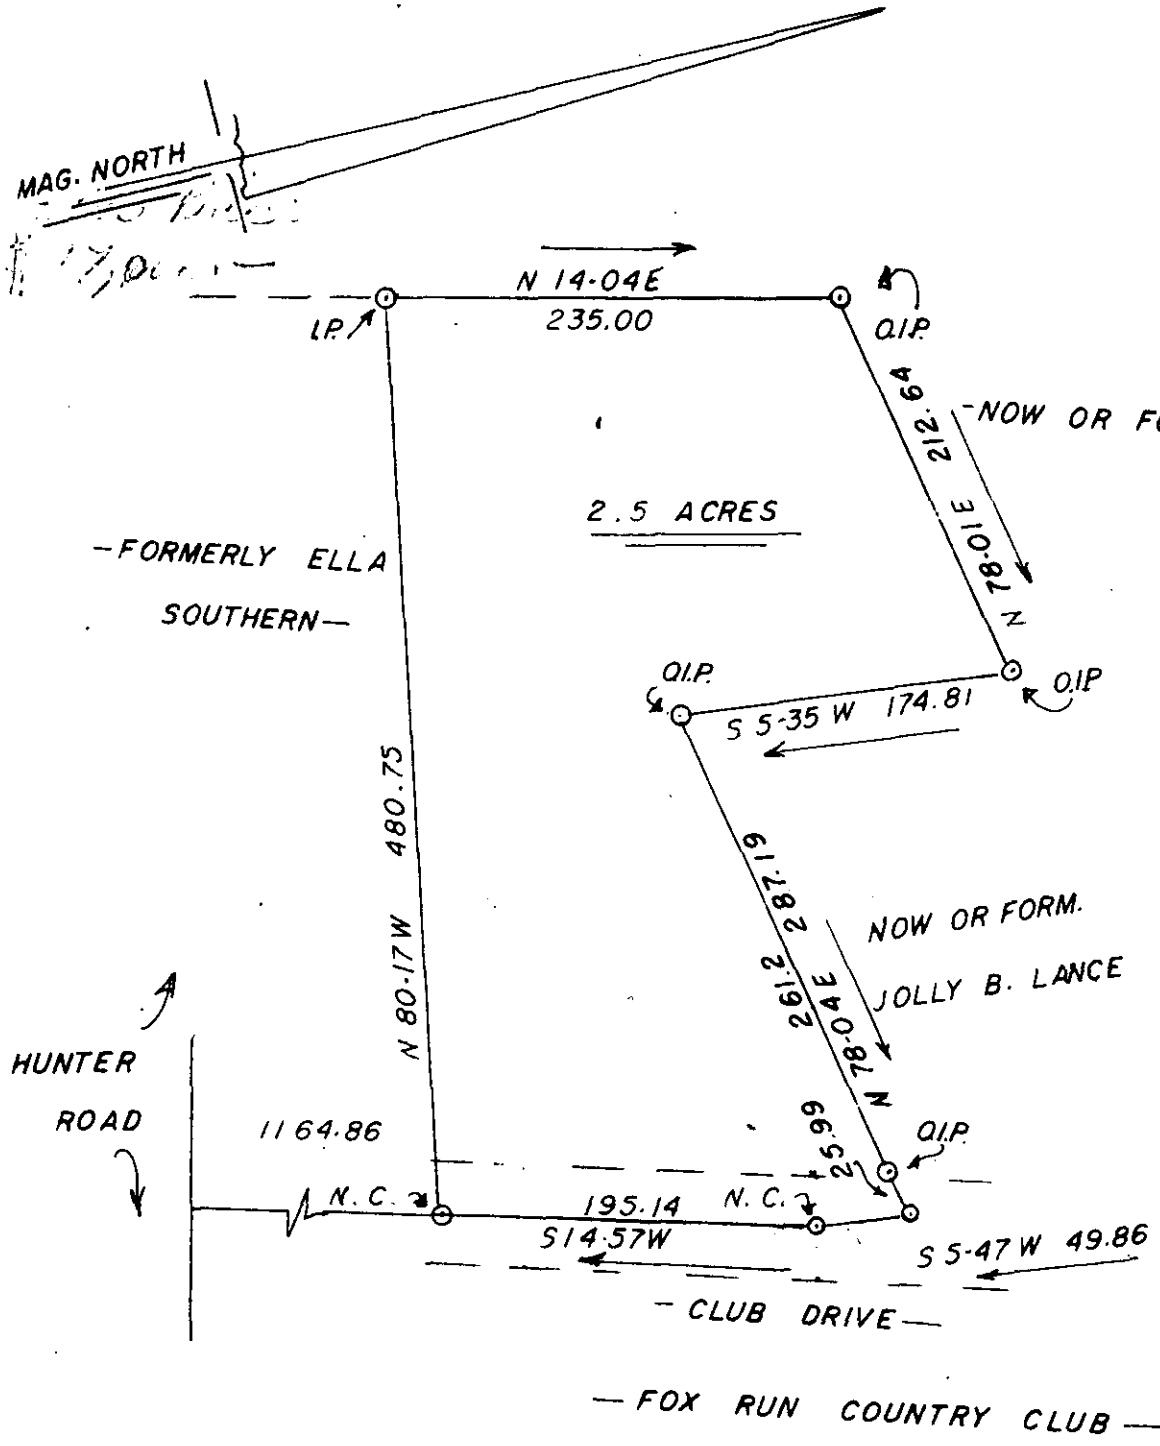 MAG. NORTH
N 14-04E
235.00
I.P.
O.I.P.
212.64
N 78-01E
-NOW OR
2.5 ACRES
-FORMERLY ELLA
SOUTHERN-
O.I.P.
O.I.P
S 5-35 W 174.81
N 80-17W 480.75
287.19
261.2
N 78-04E
NOW OR FORM.
JOLLY B. LANCE
HUNTER
ROAD
1164.86
25.99
O.I.P.
N.C.
195.14
N.C.
S14-57W
S 5-47 W 49.86
- CLUB DRIVE -
- FOX RUN COUNTRY CLUB -